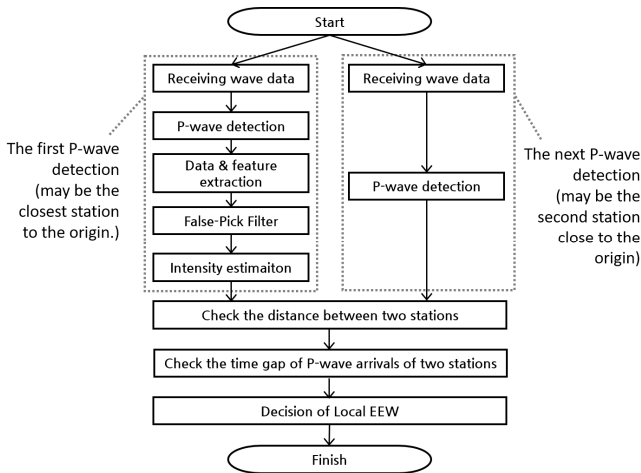 Start
Receiving wave data
P-wave detection
Data & feature
extraction
False-Pick Filter
Intensity estimaiton
The first P-wave
detection
(may be the
closest station
to the origin.)
Receiving wave data
P-wave detection
The next P-wave
detection
(may be the
second station
close to the
origin)
Check the distance between two stations
Check the time gap of P-wave arrivals of two stations
Decision of Local EEW
Finish